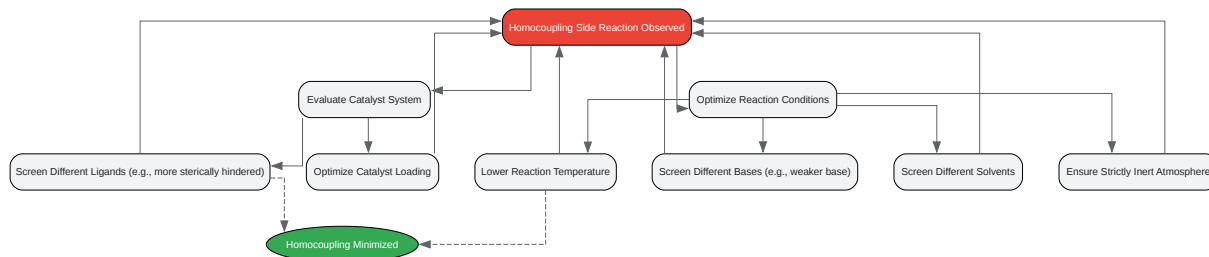 Homocoupling Side Reaction Observed
Evaluate Catalyst System
Optimize Reaction Conditions
Screen Different Ligands (e.g., more sterically hindered)
Optimize Catalyst Loading
Lower Reaction Temperature
Screen Different Bases (e.g., weaker base)
Screen Different Solvents
Ensure Strictly Inert Atmosphere
Homocoupling Minimized